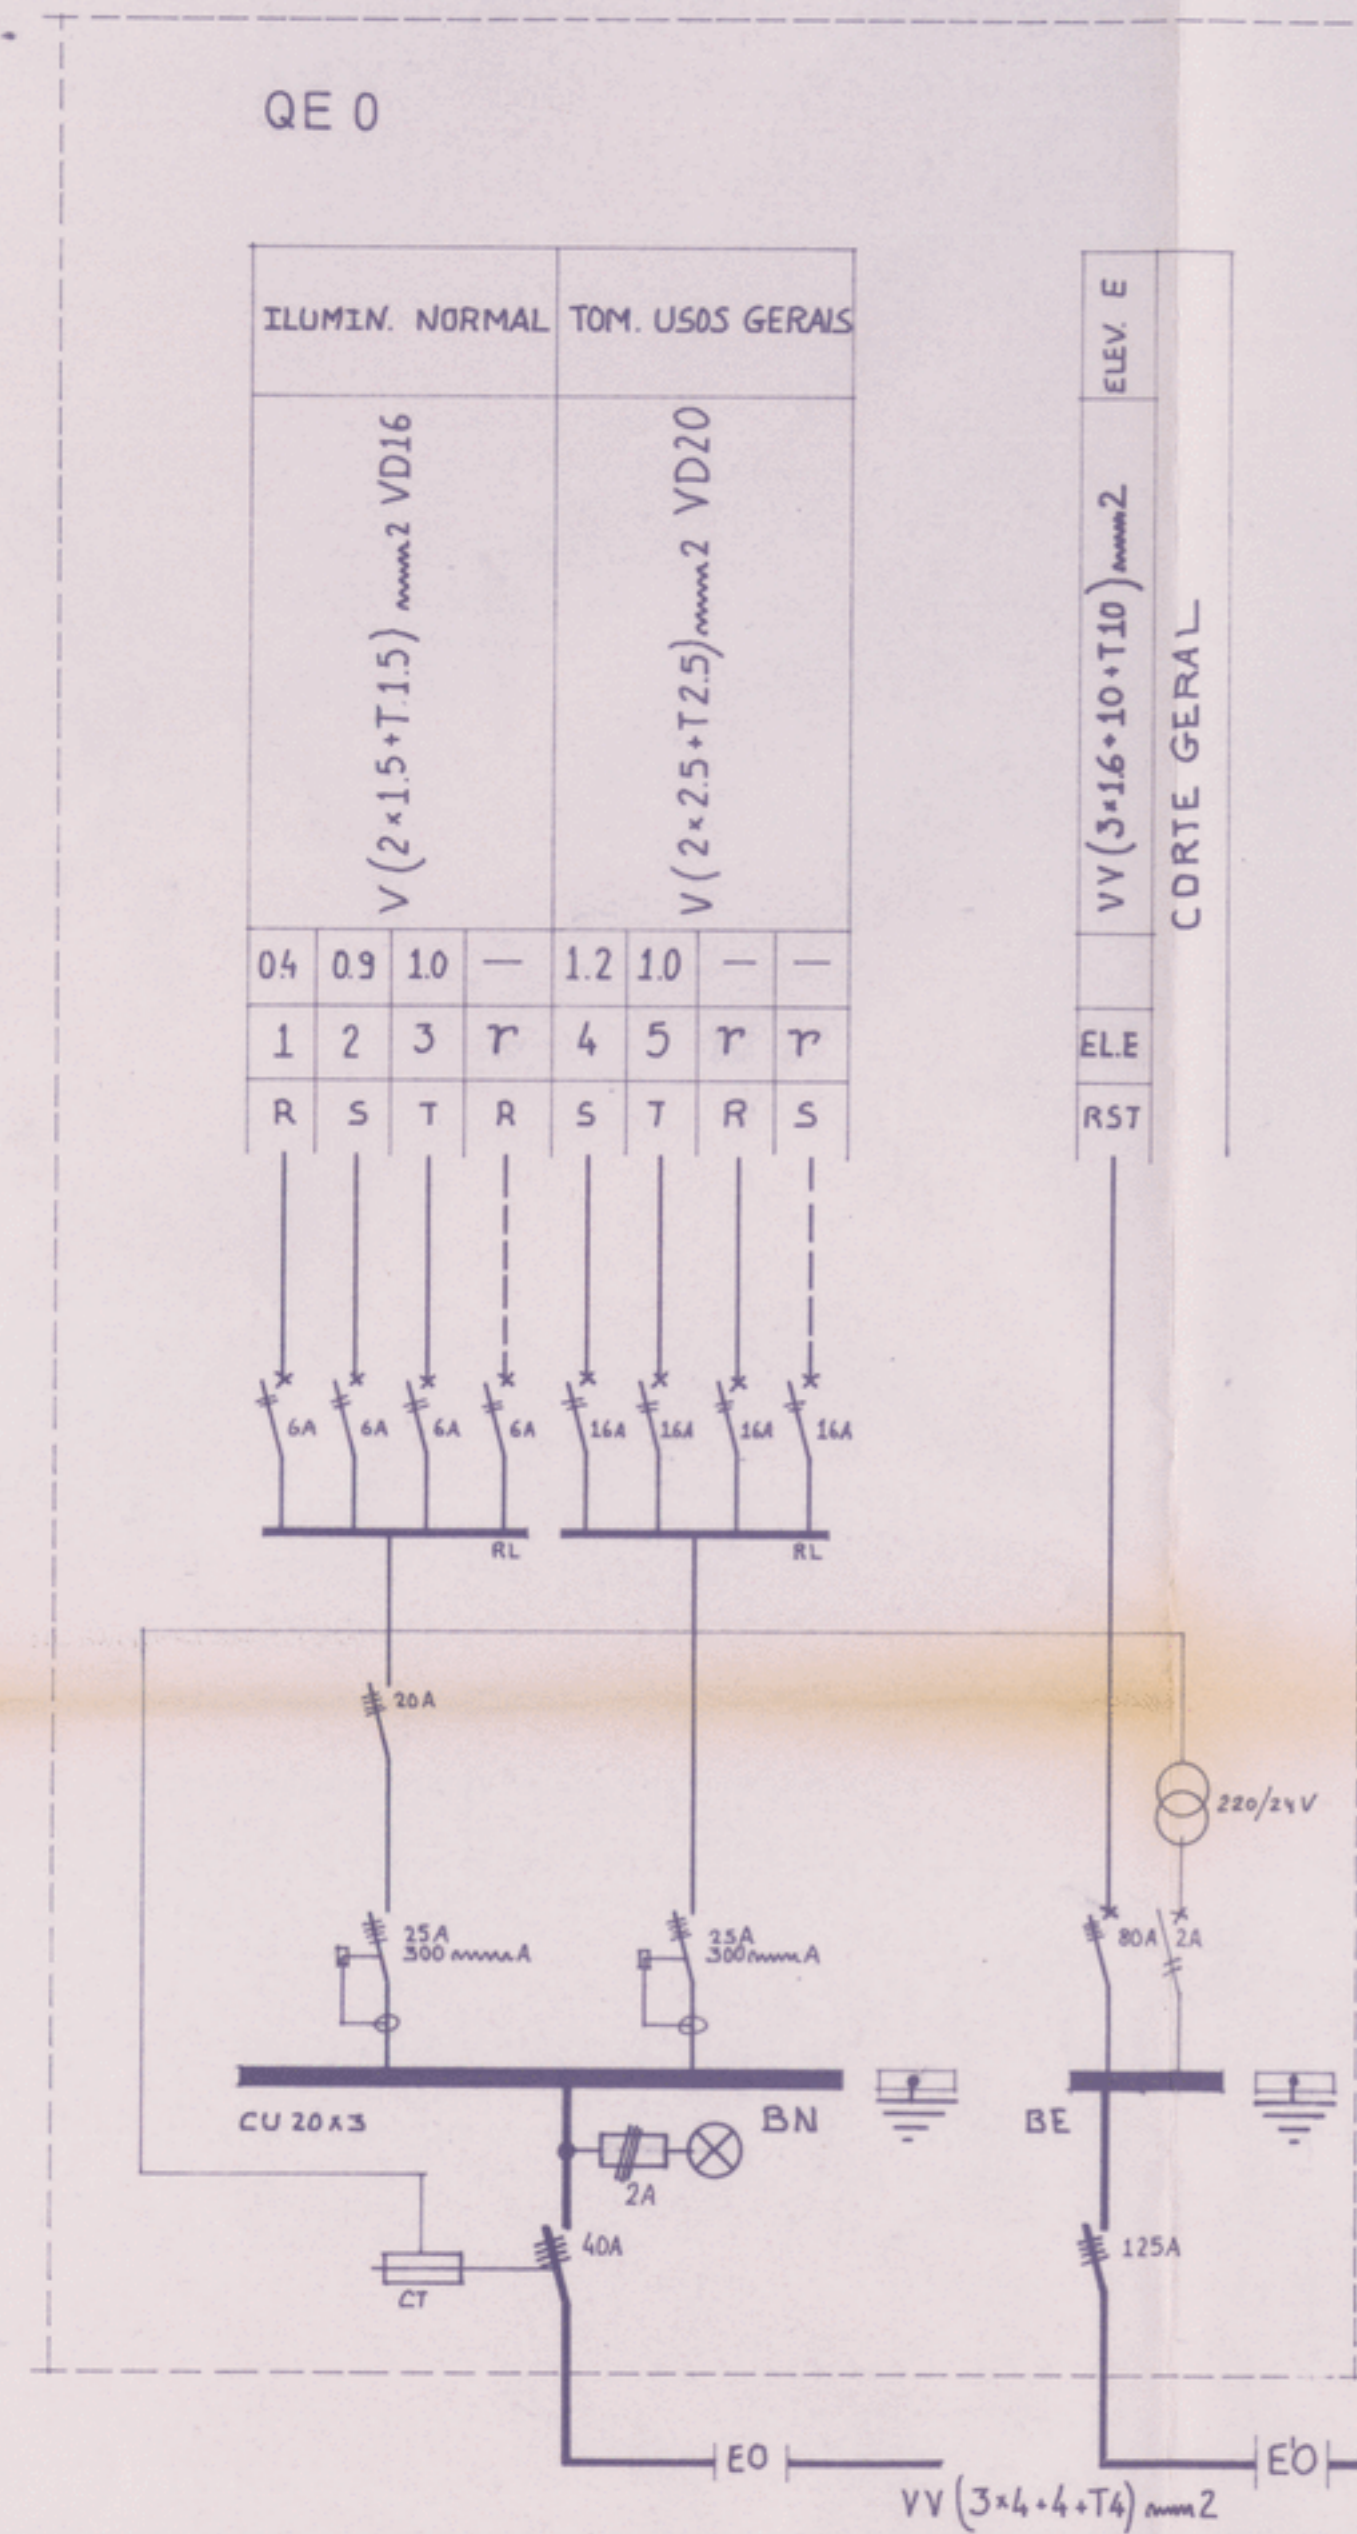 QE 0
ILUMIN. NORMAL TOM. USOS GERAIS
ELEV. E
V (2×1.5+T.1.5) mm2 VD16
V (2×2.5+T2.5) mm2 VD20
VV (3×16+10+T10) mm2
CORTE GERAL
0.4 0.9 1.0 — 1.2 1.0 — —
1 2 3 r 4 5 r r EL.E
R S T R S T R S RST
6A 6A 6A 6A 16A 16A 16A 16A
RL RL
20A
220/24V
25A 25A 80A 2A
300 mA 300 mA
CU 20x3 BN BE
2A
40A 125A
CT
EO E'O
VV (3×4+4+T4) mm2